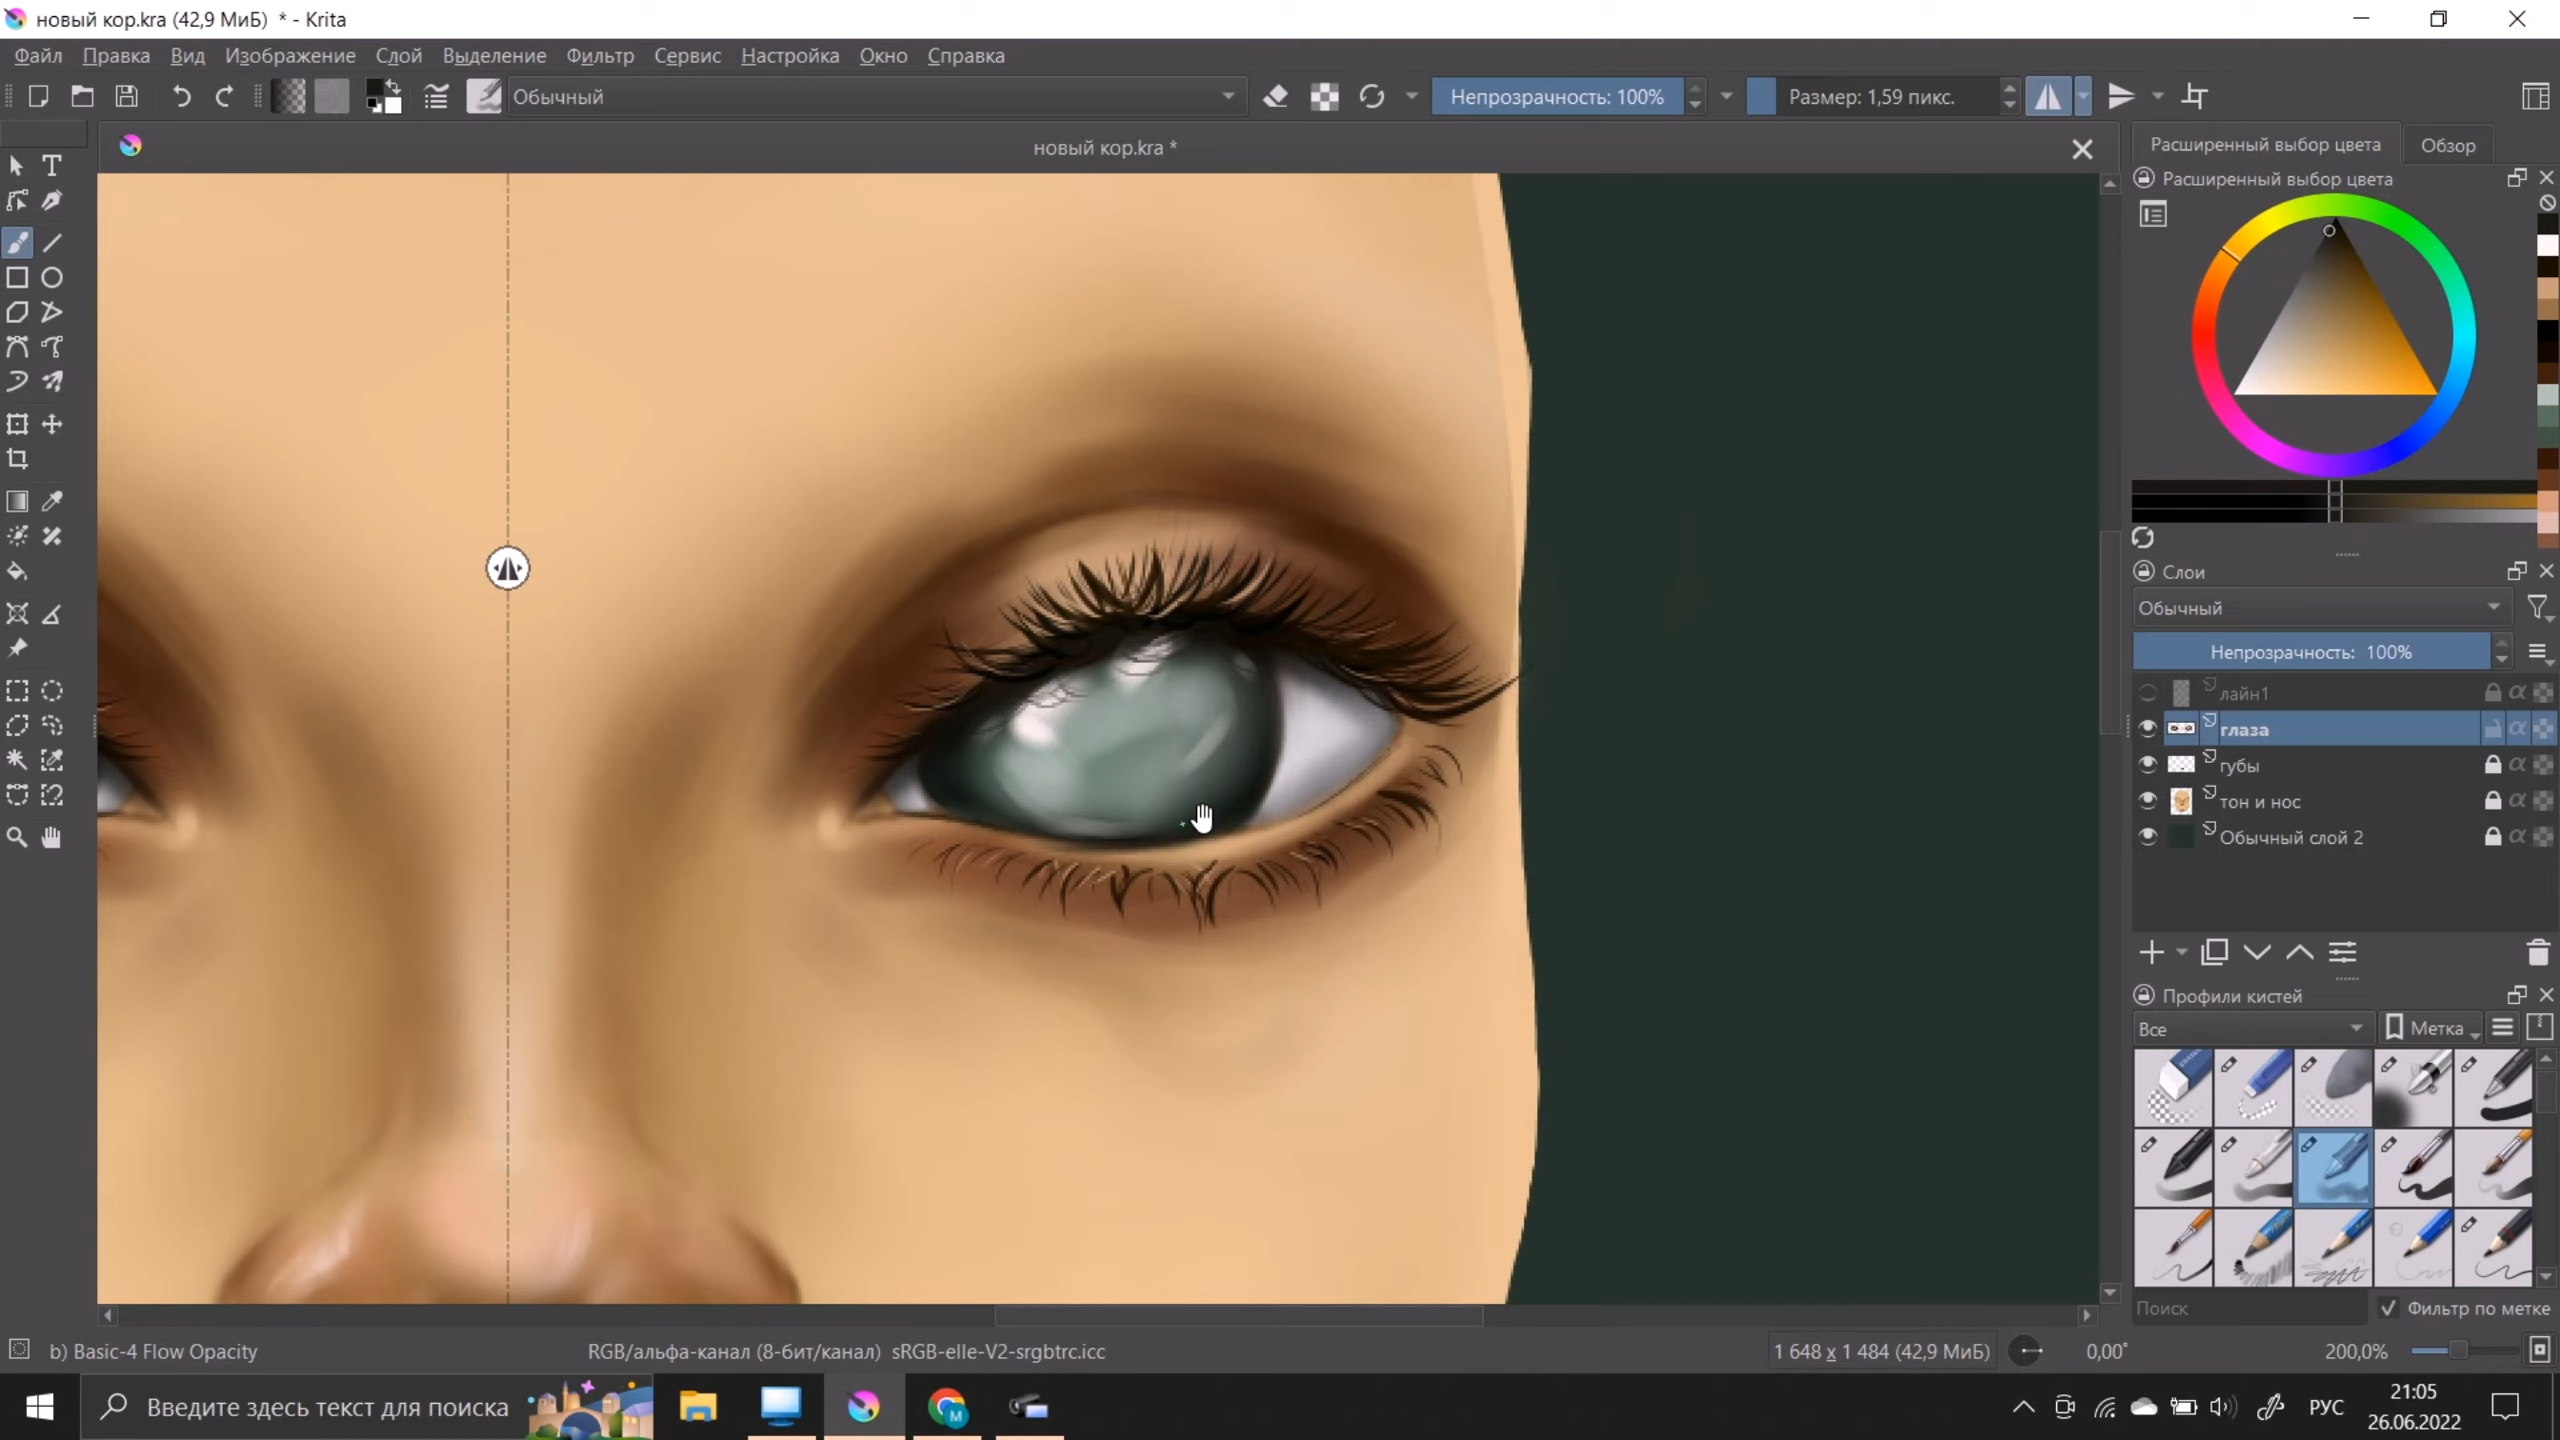 новый кор.kra (42,9 МиБ)  * - Krita
Файл Правка Вид Изображение Слой Выделение Фильтр Сервис Настройка Окно Справка
Обычный Непрозрачность: 100% Размер: 1,59 пикс.
новый кор.kra *
Расширенный выбор цвета Обзор
Расширенный выбор цвета
Слои
Обычный
Непрозрачность:  100%
лайн1
глаза
губы
тон и нос
Обычный слой 2
Профили кистей
Все Метка
Поиск Фильтр по метке
b) Basic-4 Flow Opacity RGB/альфа-канал (8-бит/канал)  sRGB-elle-V2-srgbtrc.icc 1 648 x 1 484 (42,9 МиБ) 0,00° 200,0%
Введите здесь текст для поиска M РУС 21:05
26.06.2022